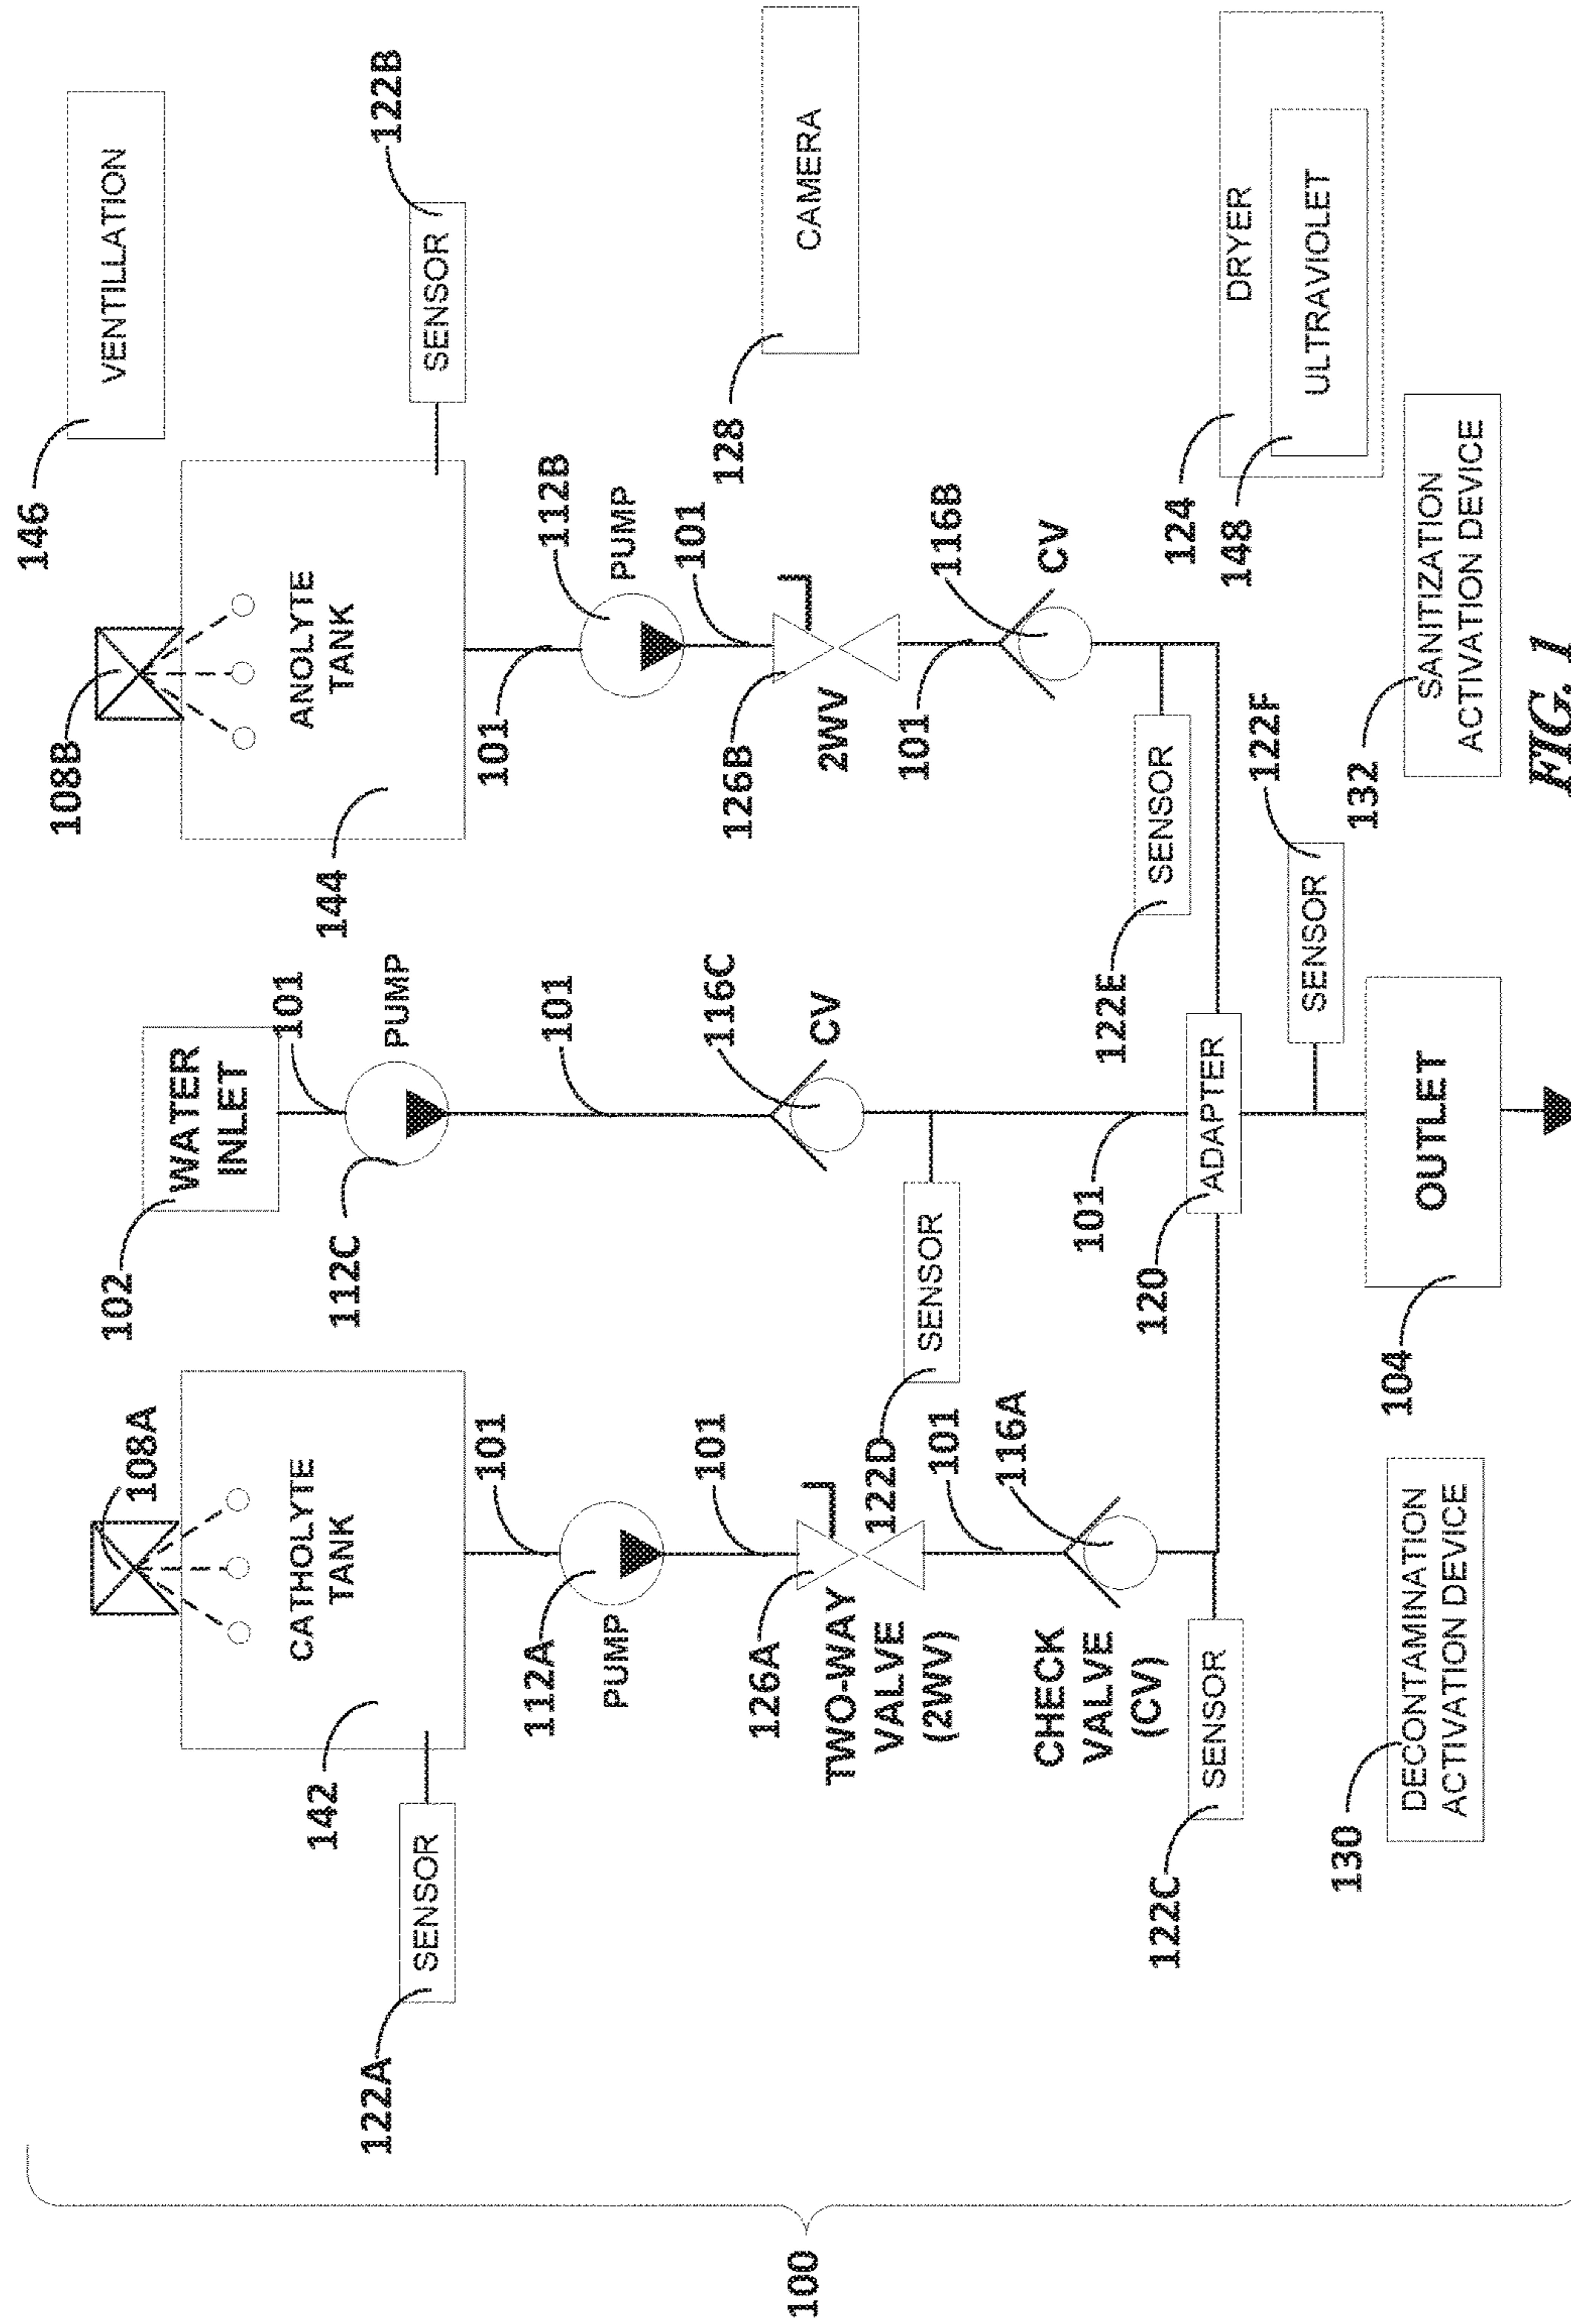 100
146
VENTILLATION
108A
108B
102
WATER
INLET
101
CATHOLYTE
TANK
ANOLYTE
TANK
142
144
122A
SENSOR
122B
SENSOR
112C
PUMP
101
101
101
112A
PUMP
112B
PUMP
101
101
128
CAMERA
126A
TWO-WAY
VALVE
(2WV)
126B
2WV
116C
CV
122D
SENSOR
101
101
116A
CHECK
VALVE
(CV)
116B
CV
101
122C
SENSOR
122E
SENSOR
120
ADAPTER
124
DRYER
148
ULTRAVIOLET
122F
SENSOR
130
DECONTAMINATION
ACTIVATION DEVICE
104
OUTLET
132
SANITIZATION
ACTIVATION DEVICE
FIG. 1